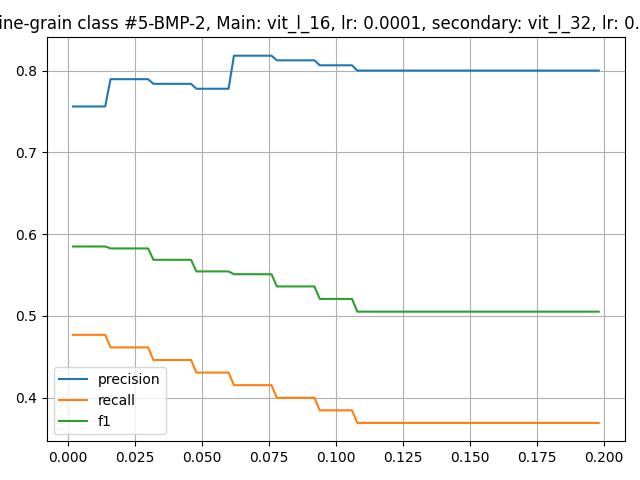 ine-grain class #5-BMP-2, Main: vit_l_16, lr: 0.0001, secondary: vit_l_32, lr: 0.
0.8
0.7
0.6
0.5
0.4
precision
recall
f1
0.000 0.025 0.050 0.075 0.100 0.125 0.150 0.175 0.200